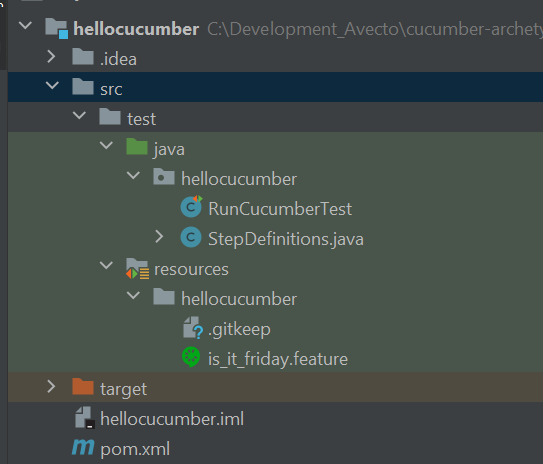 hellocucumber C:\Development_Avecto\cucumber-archety
.idea
src
test
java
hellocucumber
RunCucumberTest
StepDefinitions.java
resources
hellocucumber
.gitkeep
is_it_friday.feature
target
hellocucumber.iml
pom.xml